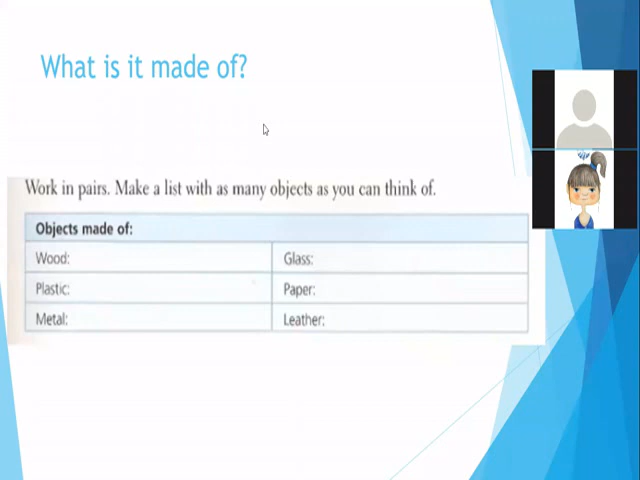 What is it made of?
Work in pairs. Make a list with as many objects as you can think of.
Objects made of:
Wood:
Glass:
Plastic:
Paper:
Metal:
Leather: